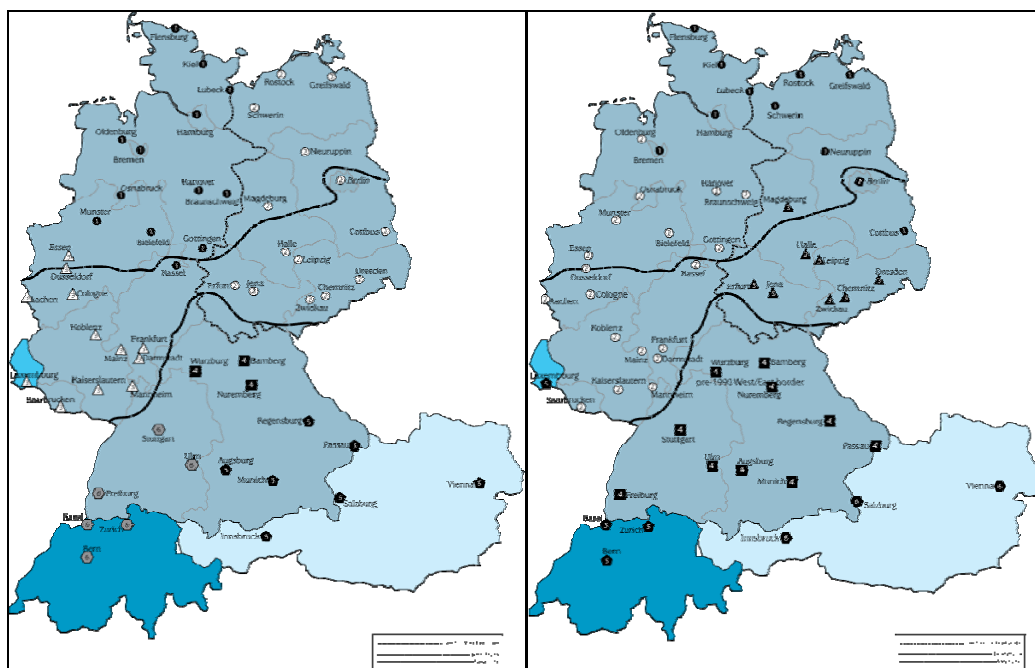 Flensburg
Kiel
Lubeck
Rostock
Greifswald
Schwerin
Hamburg
Oldenburg
Bremen
Neuruppin
Osnabruck
Hanover
Braunschweig
Magdeburg
Berlin
Munster
Bielefeld
Gottingen
Cottbus
Essen
Dusseldorf
Kassel
Halle
Leipzig
Dresden
Aachen
Cologne
Erfurt
Jena
Chemnitz
Zwickau
Koblenz
Frankfurt
Mainz
Darmstadt
Wurzburg
Bamberg
Luxembourg
Kaiserslautern
Mannheim
Nuremberg
Saarbrucken
Stuttgart
Regensburg
Passau
Ulm
Augsburg
Munich
Vienna
Freiburg
Salzburg
Basel
Zurich
Innsbruck
Bern
Flensburg
Kiel
Lubeck
Rostock
Greifswald
Schwerin
Hamburg
Oldenburg
Bremen
Neuruppin
Osnabruck
Hanover
Braunschweig
Magdeburg
Berlin
Munster
Bielefeld
Gottingen
Cottbus
Essen
Dusseldorf
Kassel
Halle
Leipzig
Dresden
Aachen
Cologne
Erfurt
Jena
Chemnitz
Zwickau
Koblenz
Frankfurt
Mainz
Darmstadt
Wurzburg
Bamberg
Luxembourg
Kaiserslautern
Mannheim
pre-1990 West/East border
Nuremberg
Saarbrucken
Stuttgart
Regensburg
Passau
Ulm
Augsburg
Munich
Vienna
Freiburg
Salzburg
Basel
Zurich
Innsbruck
Bern